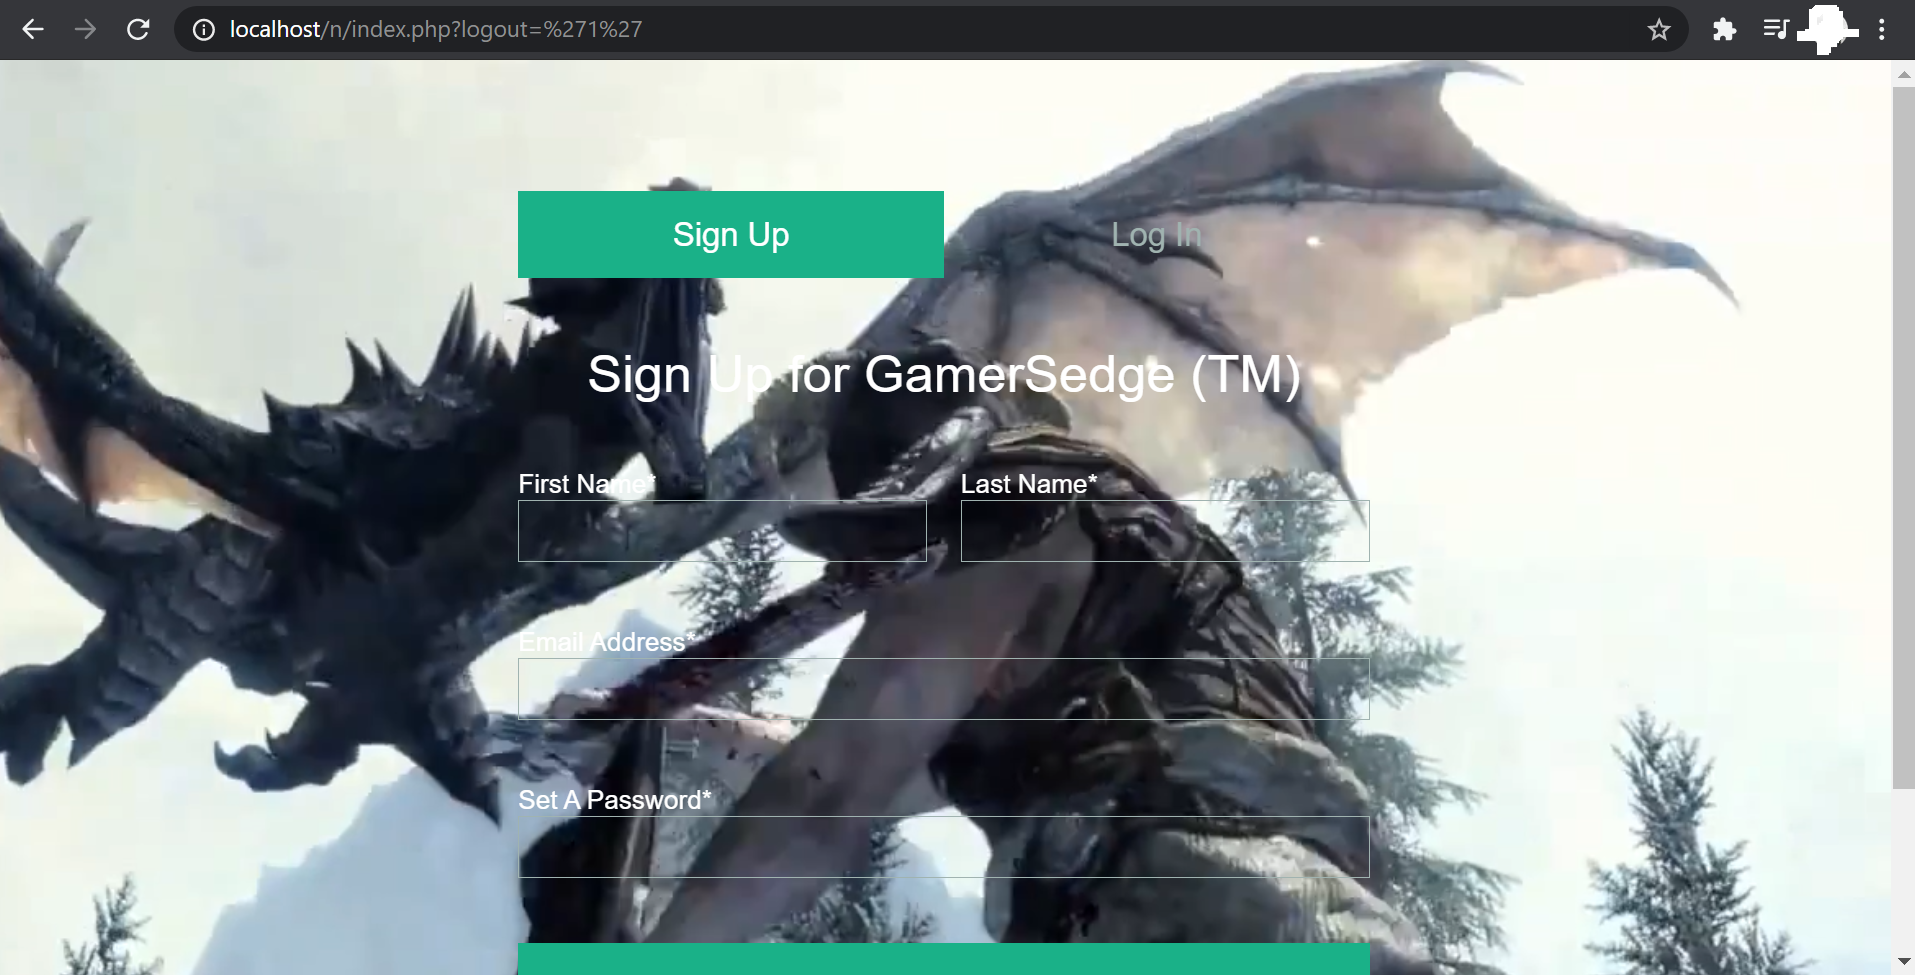 localhost/n/index.php?logout=%271%27
Sign Up
Log In
Sign Up for GamerSedge (TM)
First Name*
Last Name*
Email Address*
Set A Password*